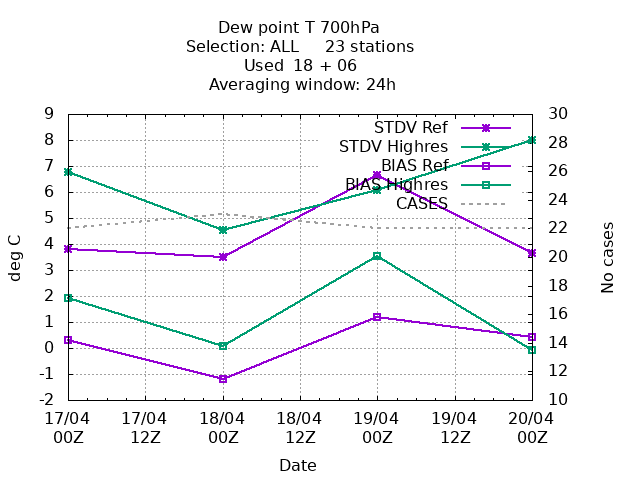 Dew point T 700hPa
Selection: ALL     23 stations
Used  18 + 06
Averaging window: 24h
9
8
7
6
5
4
3
2
1
0
-1
-2
deg C
30
28
26
24
22
20
18
16
14
12
10
No cases
STDV Ref
STDV Highres
BIAS Ref
BIAS Highres
CASES
17/04 17/04 18/04 18/04 19/04 19/04 20/04
00Z 12Z 00Z 12Z 00Z 12Z 00Z
Date